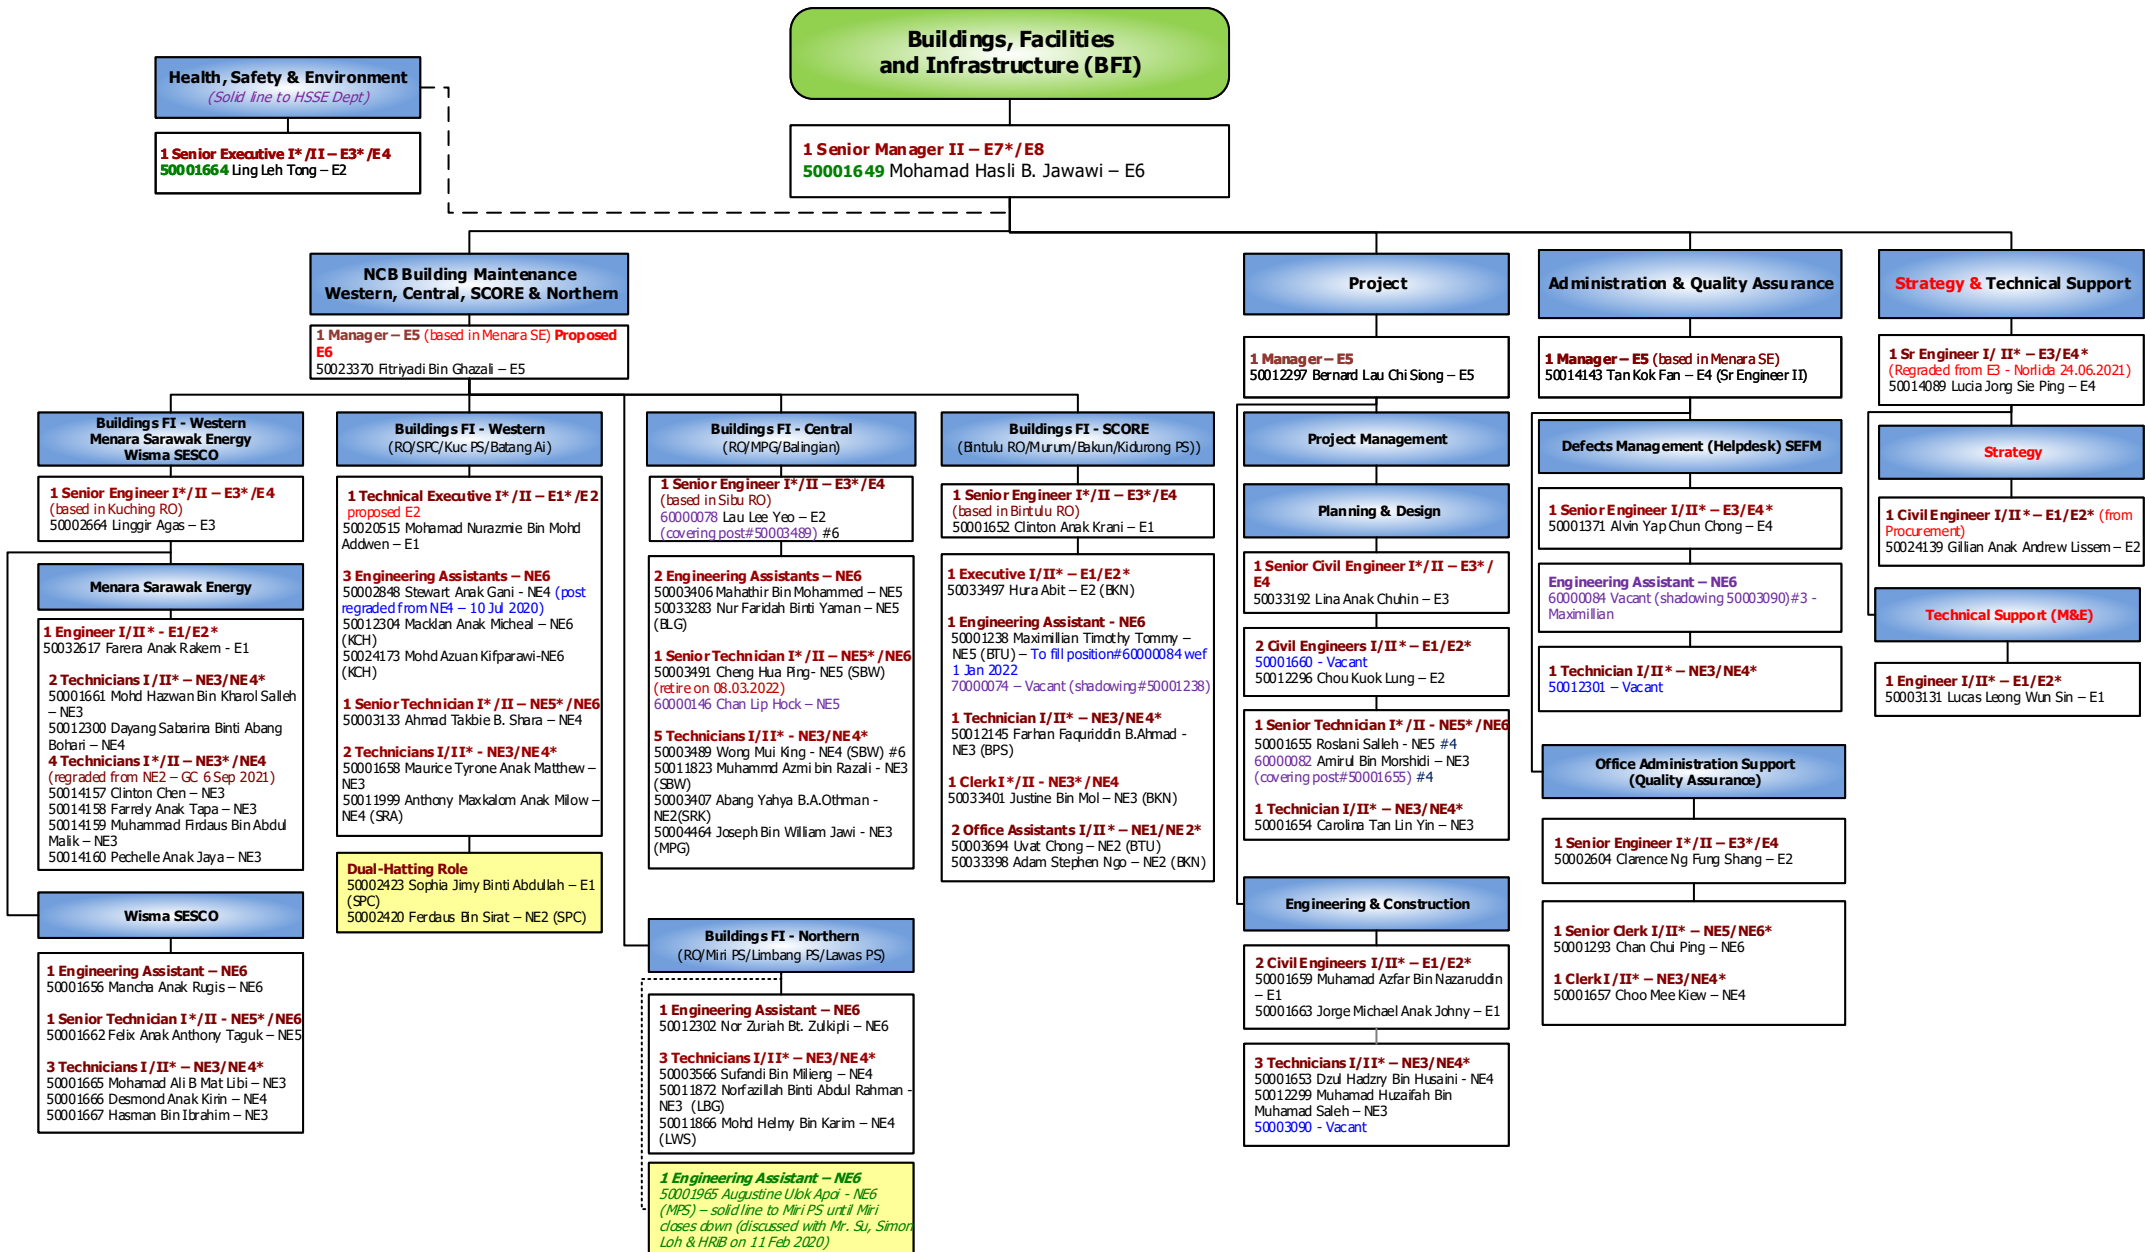 Buildings, Facilities
and Infrastructure (BFI)
1 Senior Manager II – E7*/E8
50001649 Mohamad Hasli B. Jawawi – E6
Health, Safety & Environment
(Solid line to HSSE Dept)
1 Senior Executive I*/II – E3*/E4
50001664 Ling Leh Tong – E2
NCB Building Maintenance
Western, Central, SCORE & Northern
1 Manager – E5 (based in Menara SE) Proposed
E6
50023370 Fitriyadi Bin Ghazali – E5
Buildings FI - Western
Menara Sarawak Energy
Wisma SESCO
1 Senior Engineer I*/II – E3*/E4
(based in Kuching RO)
50002664 Linggir Agas – E3
Menara Sarawak Energy
1 Engineer I/II* - E1/E2*
50032617 Farera Anak Rakem - E1
2 Technicians I/II* – NE3/NE4*
50001661 Mohd Hazwan Bin Kharol Salleh
– NE3
50012300 Dayang Sabarina Binti Abang
Bohari – NE4
4 Technicians I*/II – NE3*/NE4
(regraded from NE2 – GC 6 Sep 2021)
50014157 Clinton Chen – NE3
50014158 Farrely Anak Tapa – NE3
50014159 Muhammad Firdaus Bin Abdul
Malik – NE3
50014160 Pechelle Anak Jaya – NE3
Wisma SESCO
1 Engineering Assistant – NE6
50001656 Mancha Anak Rugis – NE6
1 Senior Technician I*/II - NE5*/NE6
50001662 Felix Anak Anthony Taguk – NE5
3 Technicians I/II* – NE3/NE4*
50001665 Mohamad Ali B Mat Libi – NE3
50001666 Desmond Anak Kirin – NE4
50001667 Hasman Bin Ibrahim – NE3
Buildings FI - Western
(RO/SPC/Kuc PS/Batang Ai)
1 Technical Executive I*/II – E1*/E2
proposed E2
50020515 Mohamad Nurazmie Bin Mohd
Addwen – E1
3 Engineering Assistants – NE6
50002848 Stewart Anak Gani - NE4 (post
regraded from NE4 – 10 Jul 2020)
50012304 Macklan Anak Micheal – NE6
(KCH)
50024173 Mohd Azuan Kifparawi-NE6
(KCH)
1 Senior Technician I*/II – NE5*/NE6
50003133 Ahmad Takbie B. Shara – NE4
2 Technicians I/II* - NE3/NE4*
50001658 Maurice Tyrone Anak Matthew –
NE3
50011999 Anthony Maxkalom Anak Milow –
NE4 (SRA)
Dual-Hatting Role
50002423 Sophia Jimy Binti Abdullah – E1
(SPC)
50002420 Ferdaus Bin Sirat – NE2 (SPC)
Buildings FI - Central
(RO/MPG/Balingian)
1 Senior Engineer I*/II – E3*/E4
(based in Sibu RO)
60000078 Lau Lee Yeo – E2
(covering post#50003489) #6
2 Engineering Assistants – NE6
50003406 Mahathir Bin Mohammed – NE5
50033283 Nur Faridah Binti Yaman – NE5
(BLG)
1 Senior Technician I*/II – NE5*/NE6
50003491 Cheng Hua Ping- NE5 (SBW)
(retire on 08.03.2022)
60000146 Chan Lip Hock – NE5
5 Technicians I/II* - NE3/NE4*
50003489 Wong Mui King - NE4 (SBW) #6
50011823 Muhammd Azmi bin Razali - NE3
(SBW)
50003407 Abang Yahya B.A.Othman -
NE2(SRK)
50004464 Joseph Bin William Jawi - NE3
(MPG)
Buildings FI - Northern
(RO/Miri PS/Limbang PS/Lawas PS)
1 Engineering Assistant – NE6
50012302 Nor Zuriah Bt. Zulkipli – NE6
3 Technicians I/II* – NE3/NE4*
50003566 Sufandi Bin Milieng – NE4
50011872 Norfazillah Binti Abdul Rahman -
NE3 (LBG)
50011866 Mohd Helmy Bin Karim – NE4
(LWS)
1 Engineering Assistant – NE6
50001965 Augustine Ulok Apoi - NE6
(MPS) – solid line to Miri PS until Miri
closes down (discussed with Mr. Su, Simon
Loh & HRiB on 11 Feb 2020)
Buildings FI - SCORE
(Bintulu RO/Murum/Bakun/Kidurong PS))
1 Senior Engineer I*/II – E3*/E4
(based in Bintulu RO)
50001652 Clinton Anak Krani – E1
1 Executive I/II* – E1/E2*
50033497 Hura Abit – E2 (BKN)
1 Engineering Assistant - NE6
50001238 Maximillian Timothy Tommy –
NE5 (BTU) – To fill position#60000084 wef
1 Jan 2022
70000074 – Vacant (shadowing#50001238)
1 Technician I/II* – NE3/NE4*
50012145 Farhan Faquriddin B.Ahmad -
NE3 (BPS)
1 Clerk I*/II - NE3*/NE4
50033401 Justine Bin Mol – NE3 (BKN)
2 Office Assistants I/II* – NE1/NE2*
50003694 Uvat Chong – NE2 (BTU)
50033398 Adam Stephen Ngo – NE2 (BKN)
Project
1 Manager – E5
50012297 Bernard Lau Chi Siong – E5
Project Management
Planning & Design
1 Senior Civil Engineer I*/II – E3*/
E4
50033192 Lina Anak Chuhin – E3
2 Civil Engineers I/II* – E1/E2*
50001660 - Vacant
50012296 Chou Kuok Lung – E2
1 Senior Technician I*/II - NE5*/NE6
50001655 Roslani Salleh - NE5 #4
60000082 Amirul Bin Morshidi – NE3
(covering post#50001655) #4
1 Technician I/II* – NE3/NE4*
50001654 Carolina Tan Lin Yin – NE3
Engineering & Construction
2 Civil Engineers I/II* – E1/E2*
50001659 Muhamad Azfar Bin Nazaruddin
– E1
50001663 Jorge Michael Anak Johny – E1
3 Technicians I/II* – NE3/NE4*
50001653 Dzul Hadzry Bin Husaini - NE4
50012299 Muhamad Huzaifah Bin
Muhamad Saleh – NE3
50003090 - Vacant
Administration & Quality Assurance
1 Manager – E5 (based in Menara SE)
50014143 Tan Kok Fan – E4 (Sr Engineer II)
Defects Management (Helpdesk) SEFM
1 Senior Engineer I/II* – E3/E4*
50001371 Alvin Yap Chun Chong – E4
Engineering Assistant – NE6
60000084 Vacant (shadowing 50003090)#3 -
Maximillian
1 Technician I/II* – NE3/NE4*
50012301 – Vacant
Office Administration Support
(Quality Assurance)
1 Senior Engineer I*/II – E3*/E4
50002604 Clarence Ng Fung Shang – E2
1 Senior Clerk I/II* – NE5/NE6*
50001293 Chan Chui Ping – NE6
1 Clerk I/II* – NE3/NE4*
50001657 Choo Mee Kiew – NE4
Strategy & Technical Support
1 Sr Engineer I/ II* – E3/E4*
(Regraded from E3 - Norlida 24.06.2021)
50014089 Lucia Jong Sie Ping – E4
Strategy
1 Civil Engineer I/II* – E1/E2* (from
Procurement)
50024139 Gillian Anak Andrew Lissem – E2
Technical Support (M&E)
1 Engineer I/II* – E1/E2*
50003131 Lucas Leong Wun Sin – E1